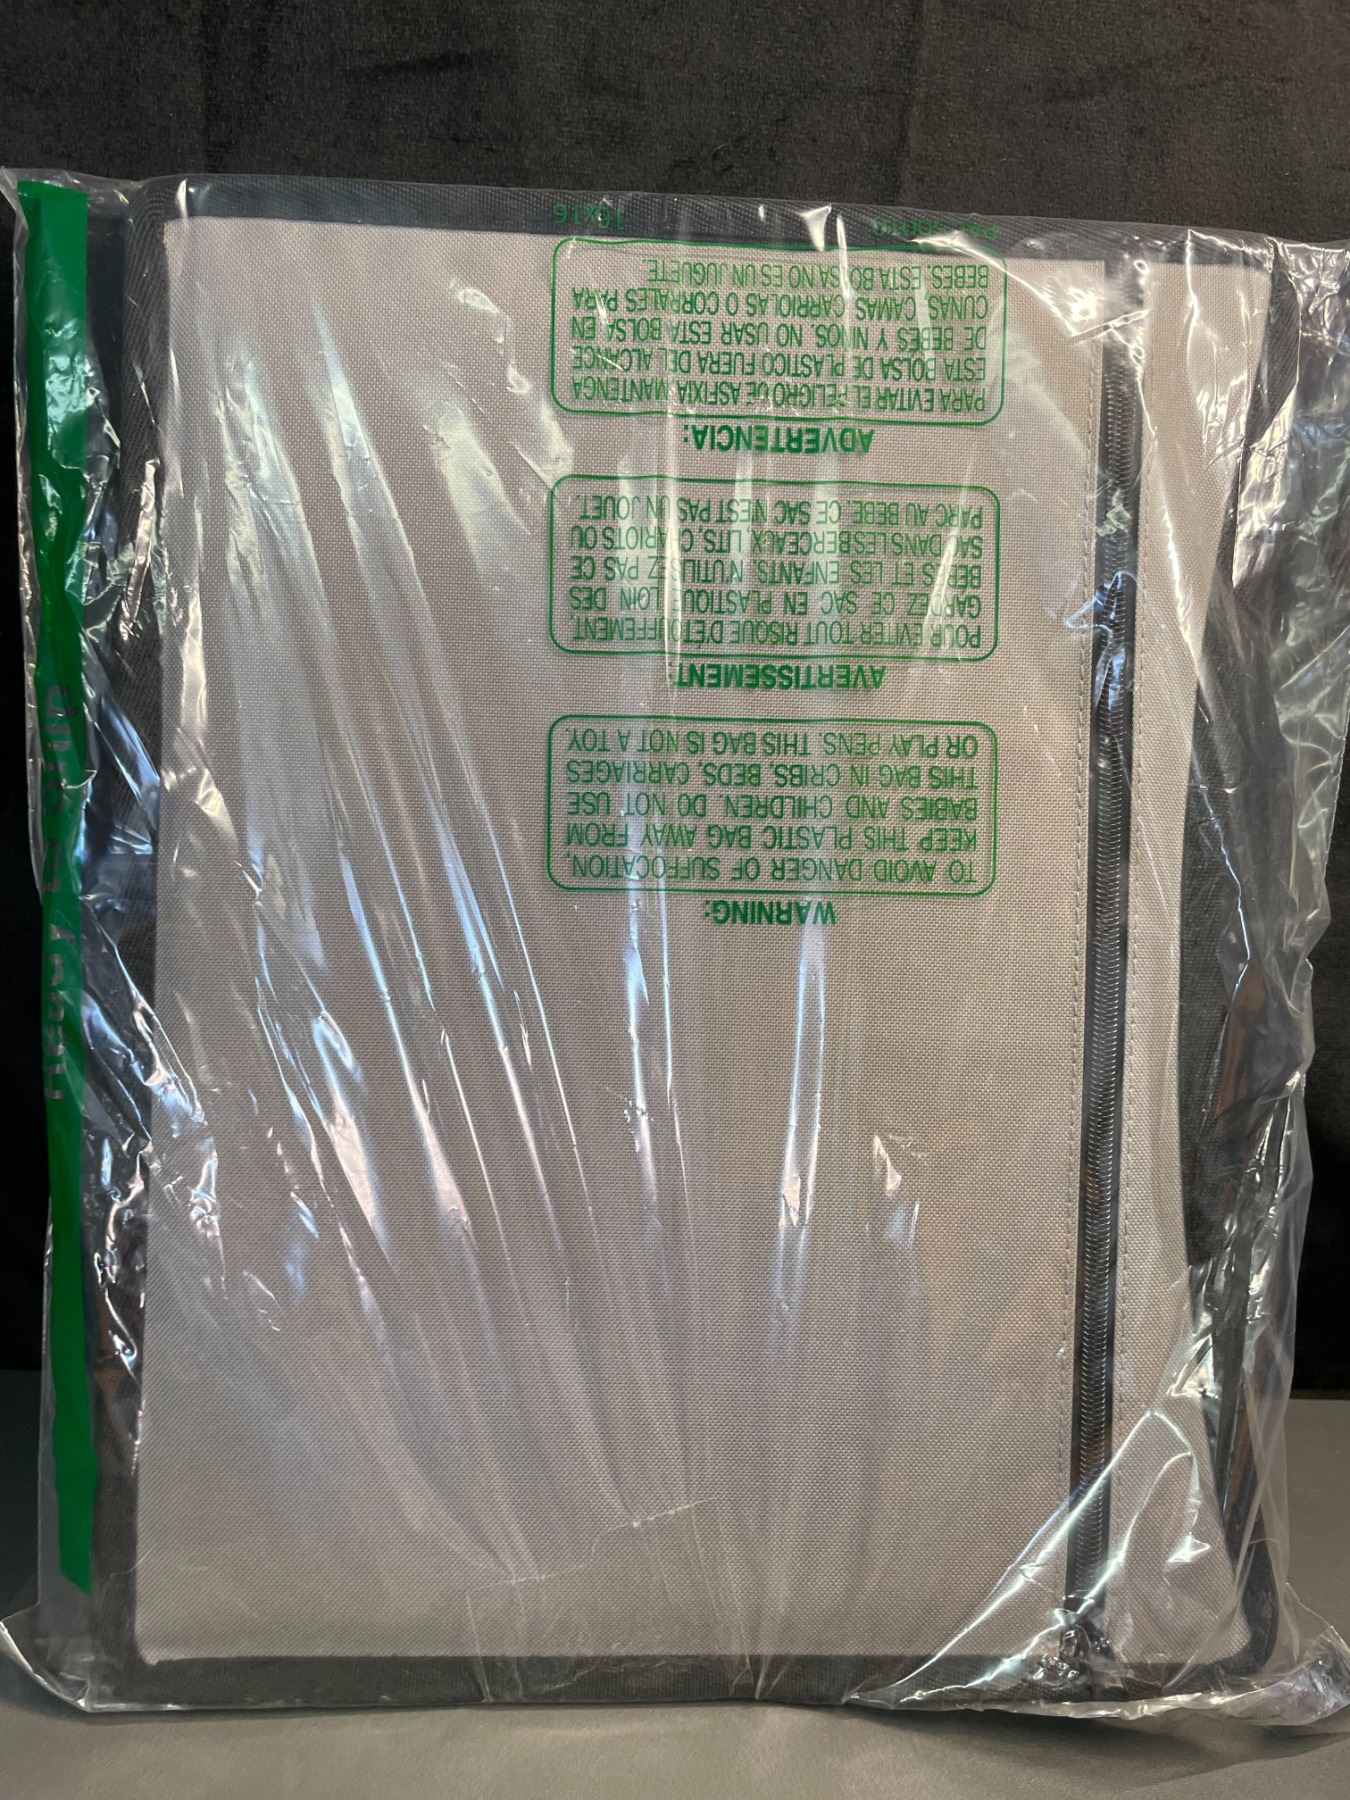 WARNING:
TO AVOID DANGER OF SUFFOCATION,
KEEP THIS PLASTIC BAG AWAY FROM
BABIES AND CHILDREN. DO NOT USE
THIS BAG IN CRIBS, BEDS, CARRIAGES
OR PLAY PENS. THIS BAG IS NOT A TOY
AVERTISSEMENT:
POUR EVITER TOUT RISQUE D'ÉTOUFFEMENT,
GARDEZ CE SAC EN PLASTIQUE LOIN DES
BEBES ET LES ENFANTS. N'UTILISEZ PAS CE
SAC DANS LES BERCEAUX, LITS, CHARIOTS OU
PARC AU BEBE. CE SAC N'EST PAS UN JOUET.
ADVERTENCIA:
PARA EVITAR EL PELIGRO DE ASFIXIA, MANTENGA
ESTA BOLSA DE PLASTICO FUERA DEL ALCANCE
DE BEBES Y NINOS. NO USAR ESTA BOLSA EN
CUNAS, CAMAS, CARRIOLAS O CORRALES PARA
BEBES. ESTA BOLSA NO ES UN JUGUETE
16x16
Ready to ship